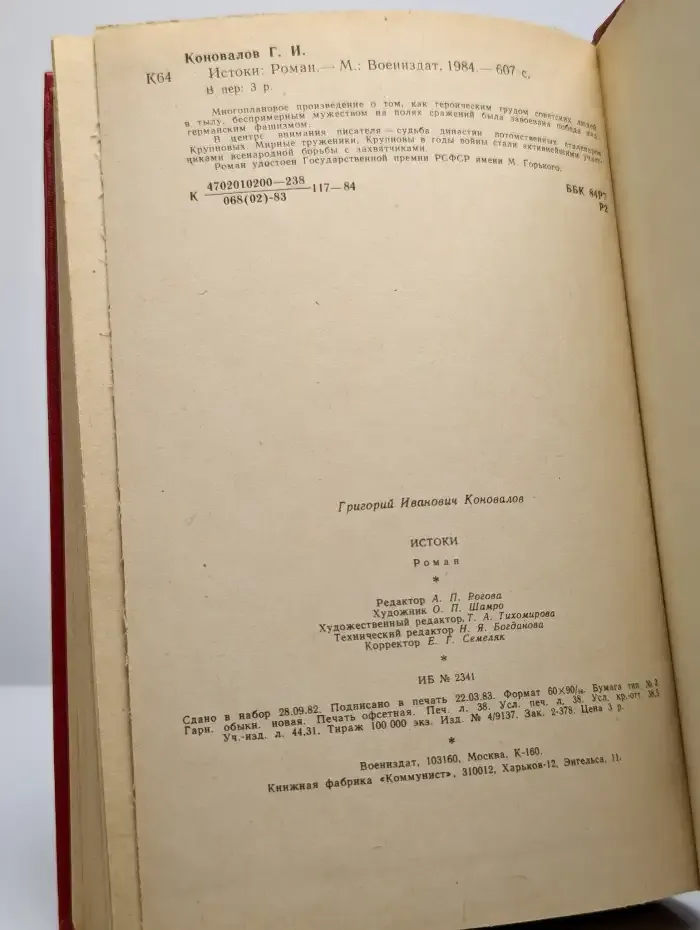 Коновалов Г. И.
К64 Истоки: Роман.— М.: Воениздат, 1984.— 607 с.
В пер: 3 р.
Многоплановое произведение о том, как героическим трудом советских людей
в тылу, беспримерным мужеством на полях сражений была завоевана победа над
германским фашизмом.
В центре внимания писателя — судьба династии потомственных сталеваров
Крупновых. Мирные труженики, Крупновы в годы войны стали активнейшими участ-
никами всенародной борьбы с захватчиками.
Роман удостоен Государственной премии РСФСР имени М. Горького.
К 4702010200—238
068(02)-83 117—84
ББК 84Р7
Р2
Григорий Иванович Коновалов
ИСТОКИ
Роман
*
Редактор А. П. Рогова
Художник О. П. Шамро
Художественный редактор Т. А. Тихомирова
Технический редактор Н. Я. Богданова
Корректор Е. Г. Семеляк
*
ИБ № 2341
Сдано в набор 28.09.82. Подписано в печать 22.03.83. Формат 60×90/16. Бумага тип. № 2
Гарн. обыкн. новая. Печать офсетная. Печ. л. 38. Усл. печ. л. 38. Усл. кр.-отт. 38,5
Уч.-изд. л. 44,31. Тираж 100 000 экз. Изд. № 4/9137. Зак. 2-378. Цена 3 р.
*
Воениздат, 103160, Москва, К-160.
Книжная фабрика «Коммунист», 310012, Харьков-12, Энгельса, 11.